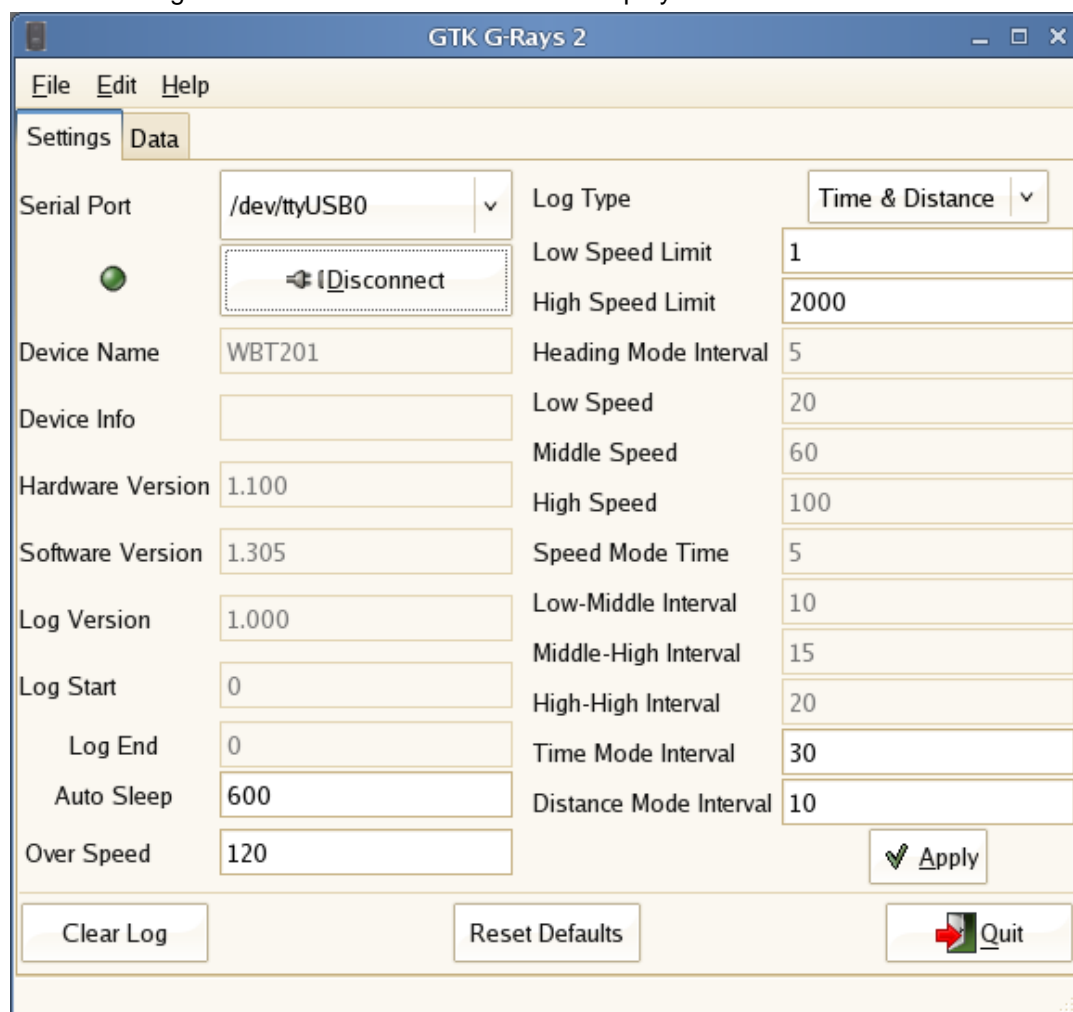 GTK G-Rays 2
File Edit Help
Settings Data
Serial Port /dev/ttyUSB0
Disconnect
Device Name WBT201
Device Info
Hardware Version 1.100
Software Version 1.305
Log Version 1.000
Log Start 0
Log End 0
Auto Sleep 600
Over Speed 120
Log Type Time & Distance
Low Speed Limit 1
High Speed Limit 2000
Heading Mode Interval 5
Low Speed 20
Middle Speed 60
High Speed 100
Speed Mode Time 5
Low-Middle Interval 10
Middle-High Interval 15
High-High Interval 20
Time Mode Interval 30
Distance Mode Interval 10
Apply
Clear Log Reset Defaults Quit